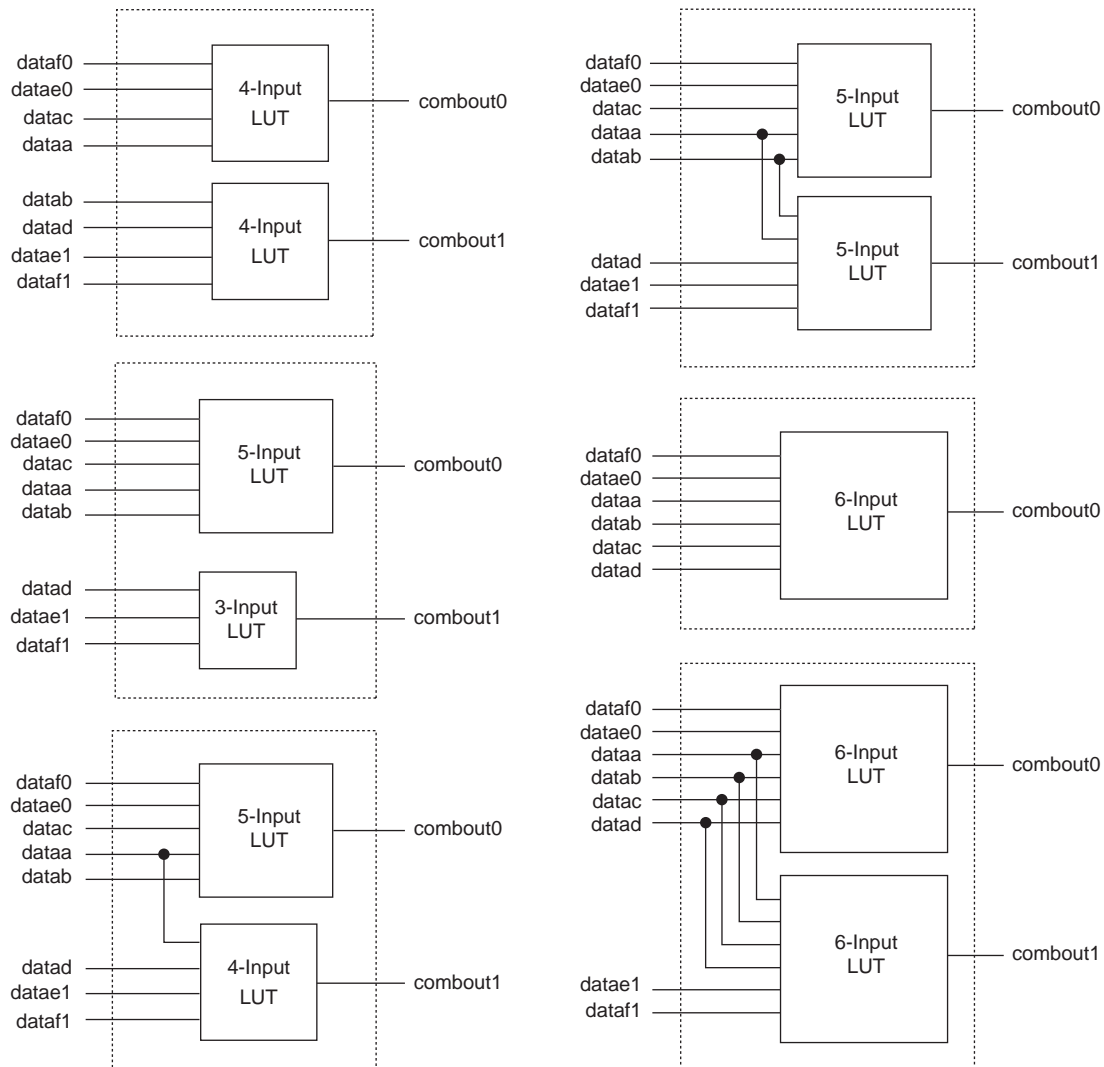 dataf0
datae0
datac
dataa
4-Input
LUT
combout0
datab
datad
datae1
dataf1
4-Input
LUT
combout1
dataf0
datae0
datac
dataa
datab
5-Input
LUT
combout0
datad
datae1
dataf1
3-Input
LUT
combout1
dataf0
datae0
datac
dataa
datab
5-Input
LUT
combout0
datad
datae1
dataf1
4-Input
LUT
combout1
dataf0
datae0
datac
dataa
datab
5-Input
LUT
combout0
datad
datae1
dataf1
5-Input
LUT
combout1
dataf0
datae0
dataa
datab
datac
datad
6-Input
LUT
combout0
dataf0
datae0
dataa
datab
datac
datad
6-Input
LUT
combout0
datae1
dataf1
6-Input
LUT
combout1